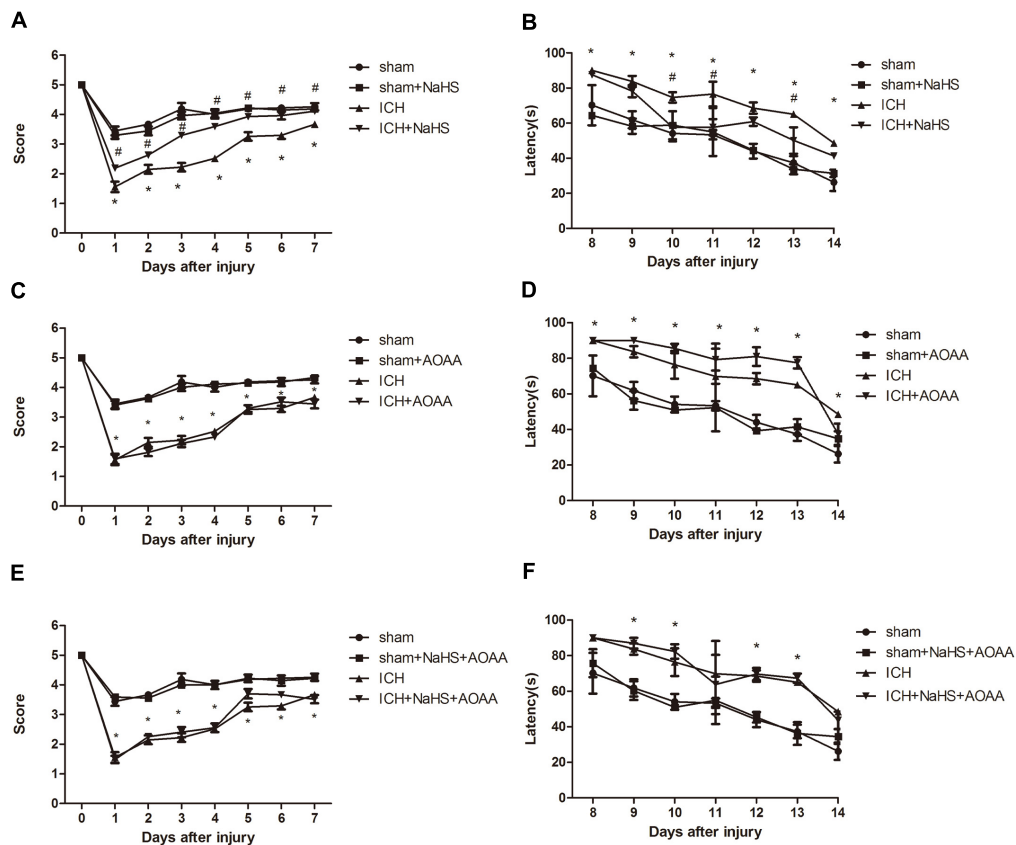 A
6
5
4
3
2
1
0
Score
0 1 2 3 4 5 6 7
Days after injury
# # # # # # #
* * * * * * *
sham
sham+NaHS
ICH
ICH+NaHS
B
100
80
60
40
20
0
Latency(s)
8 9 10 11 12 13 14
Days after injury
* * * * * * *
# # #
sham
sham+NaHS
ICH
ICH+NaHS
C
6
5
4
3
2
1
0
Score
0 1 2 3 4 5 6 7
Days after injury
* * * * * * *
sham
sham+AOAA
ICH
ICH+AOAA
D
100
80
60
40
20
0
Latency(s)
8 9 10 11 12 13 14
Days after injury
* * * * * * *
sham
sham+AOAA
ICH
ICH+AOAA
E
6
5
4
3
2
1
0
Score
0 1 2 3 4 5 6 7
Days after injury
* * * * * * *
sham
sham+NaHS+AOAA
ICH
ICH+NaHS+AOAA
F
100
80
60
40
20
0
Latency(s)
8 9 10 11 12 13 14
Days after injury
* * * *
sham
sham+NaHS+AOAA
ICH
ICH+NaHS+AOAA